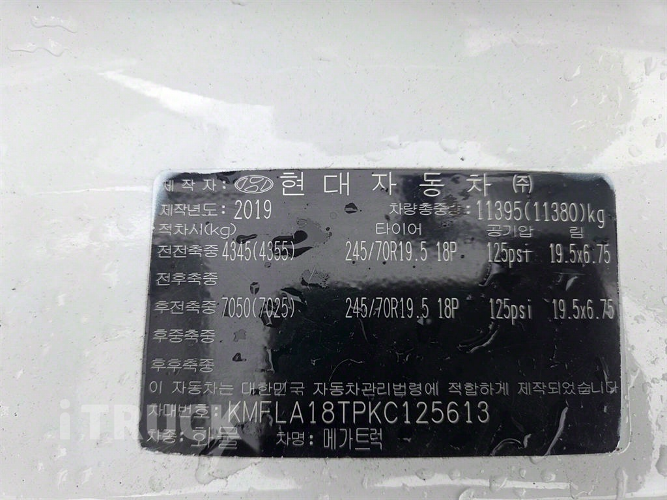 제작자: 현대자동차 ㈜
제작년도: 2019 차량총중량: 11395(11380)kg
적차시(kg) 타이어 공기압 림
전전축중 4345(4355) 245/70R19.5 18P 125psi 19.5x6.75
전후축중
후전축중 7050(7025) 245/70R19.5 18P 125psi 19.5x6.75
후중축중
후후축중
이 자동차는 대한민국 자동차관리법령에 적합하게 제작되었습니다
차대번호: KMFLA18TPKC125613
차종: 화물 차명: 메가트럭
iTRUCK